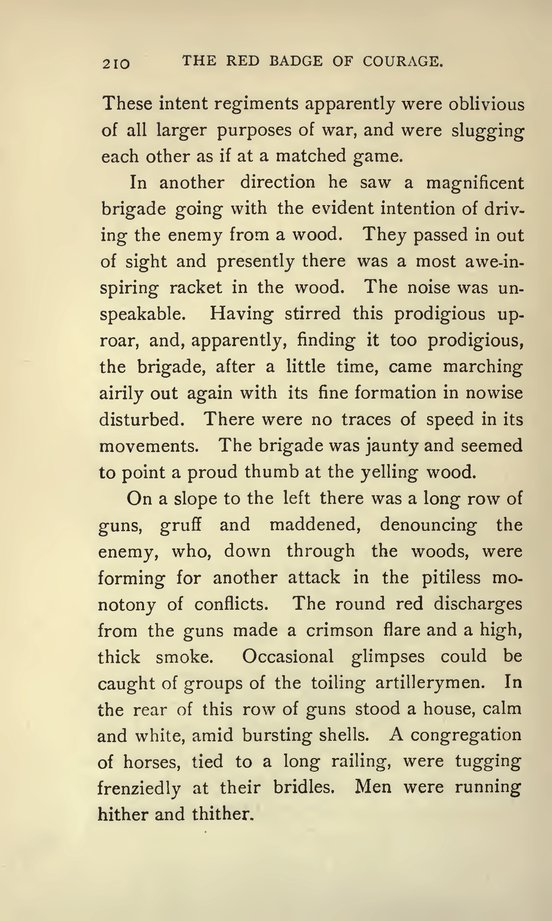 210 THE RED BADGE OF COURAGE.
These intent regiments apparently were oblivious
of all larger purposes of war, and were slugging
each other as if at a matched game.
In another direction he saw a magnificent
brigade going with the evident intention of driv-
ing the enemy from a wood. They passed in out
of sight and presently there was a most awe-in-
spiring racket in the wood. The noise was un-
speakable. Having stirred this prodigious up-
roar, and, apparently, finding it too prodigious,
the brigade, after a little time, came marching
airily out again with its fine formation in nowise
disturbed. There were no traces of speed in its
movements. The brigade was jaunty and seemed
to point a proud thumb at the yelling wood.
On a slope to the left there was a long row of
guns, gruff and maddened, denouncing the
enemy, who, down through the woods, were
forming for another attack in the pitiless mo-
notony of conflicts. The round red discharges
from the guns made a crimson flare and a high,
thick smoke. Occasional glimpses could be
caught of groups of the toiling artillerymen. In
the rear of this row of guns stood a house, calm
and white, amid bursting shells. A congregation
of horses, tied to a long railing, were tugging
frenziedly at their bridles. Men were running
hither and thither.